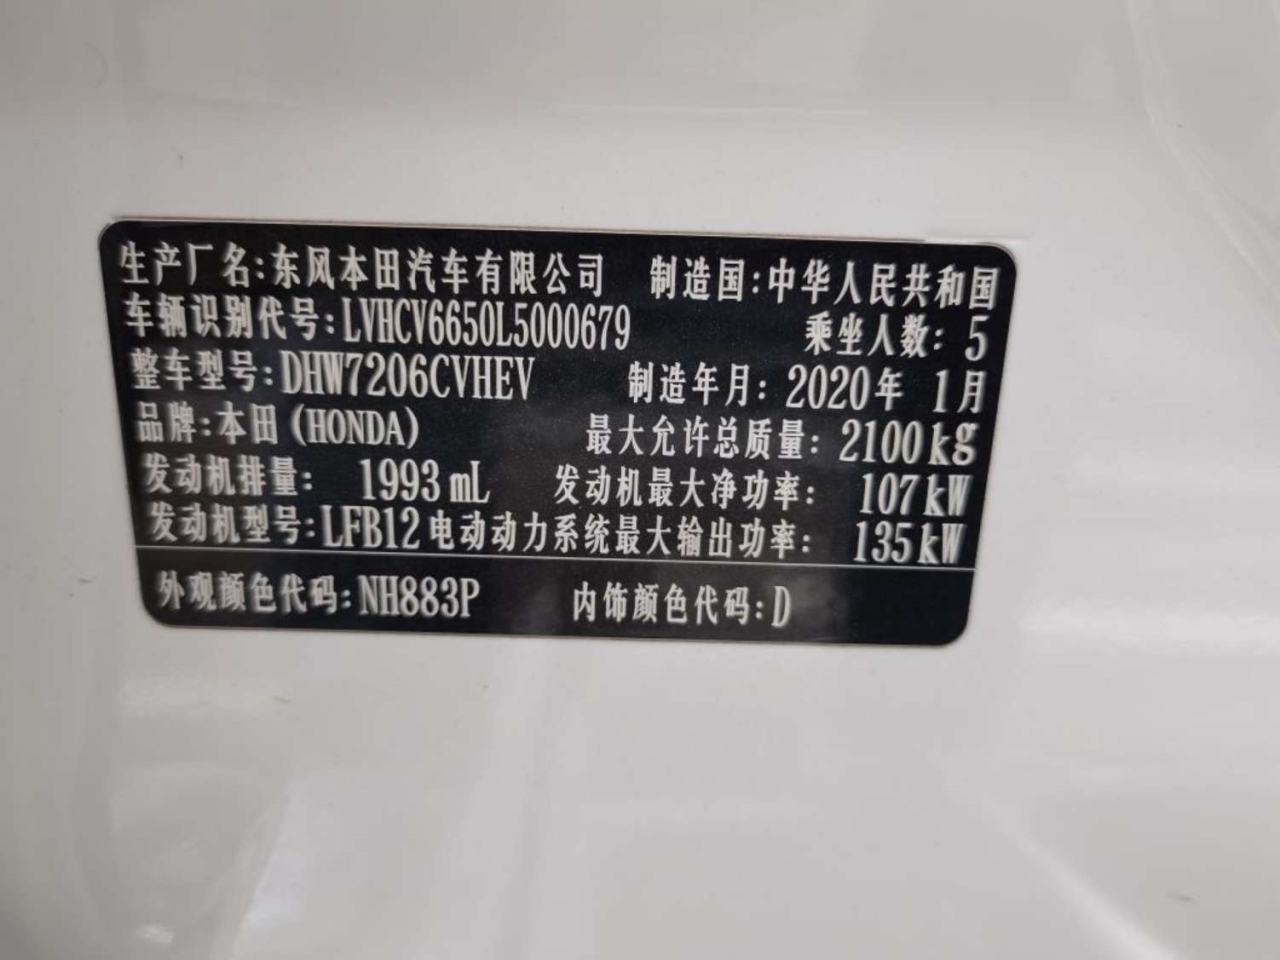 生产厂名:东风本田汽车有限公司 制造国:中华人民共和国
车辆识别代号:LVHCV6650L5000679 乘坐人数: 5
整车型号:DHW7206CVHEV 制造年月: 2020年 1月
品牌:本田(HONDA) 最大允许总质量: 2100kg
发动机排量: 1993mL 发动机最大净功率: 107kW
发动机型号:LFB12 电动动力系统最大输出功率: 135kW
外观颜色代码:NH883P 内饰颜色代码:D